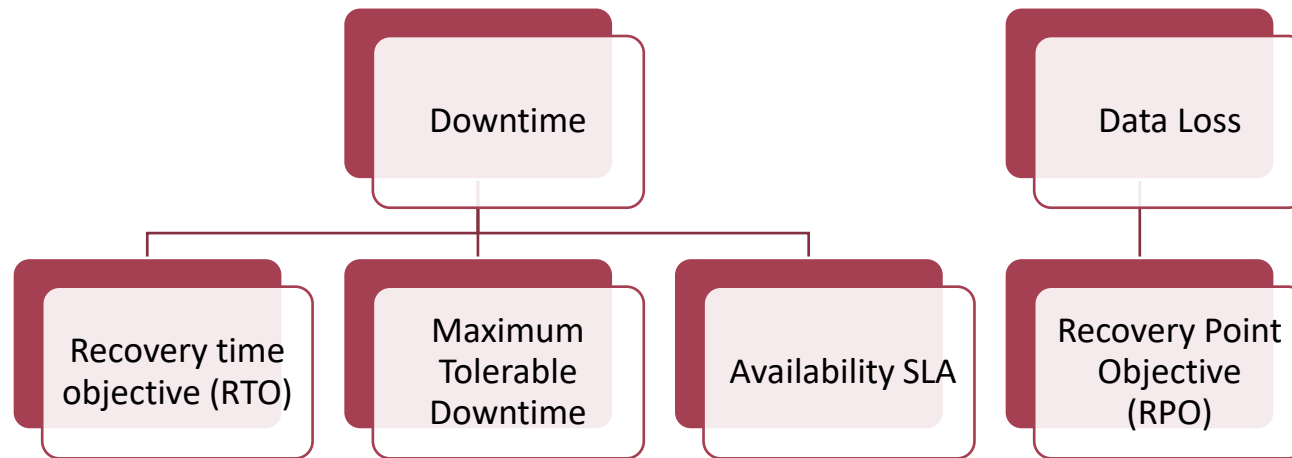 Downtime
Data Loss
Recovery time
objective (RTO)
Maximum
Tolerable
Downtime
Availability SLA
Recovery Point
Objective
(RPO)